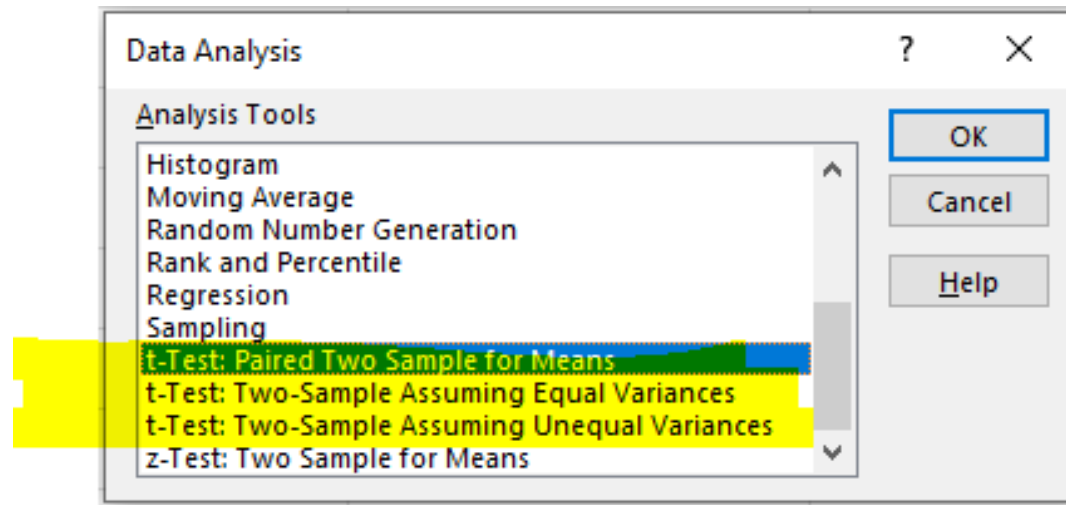 Data Analysis
?
Analysis Tools
Histogram
Moving Average
Random Number Generation
Rank and Percentile
Regression
Sampling
t-Test: Paired Two Sample for Means
t-Test: Two-Sample Assuming Equal Variances
t-Test: Two-Sample Assuming Unequal Variances
z-Test: Two Sample for Means
OK
Cancel
Help